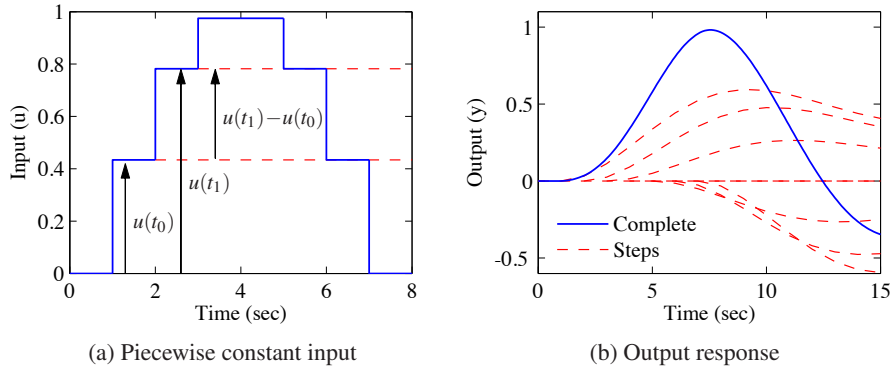 1
0.8
0.6
0.4
0.2
0
Input (u)
u(t₁)−u(t₀)
u(t₁)
u(t₀)
0 2 4 6 8
Time (sec)
(a) Piecewise constant input
1
0.5
0
-0.5
Output (y)
Complete
Steps
0 5 10 15
Time (sec)
(b) Output response